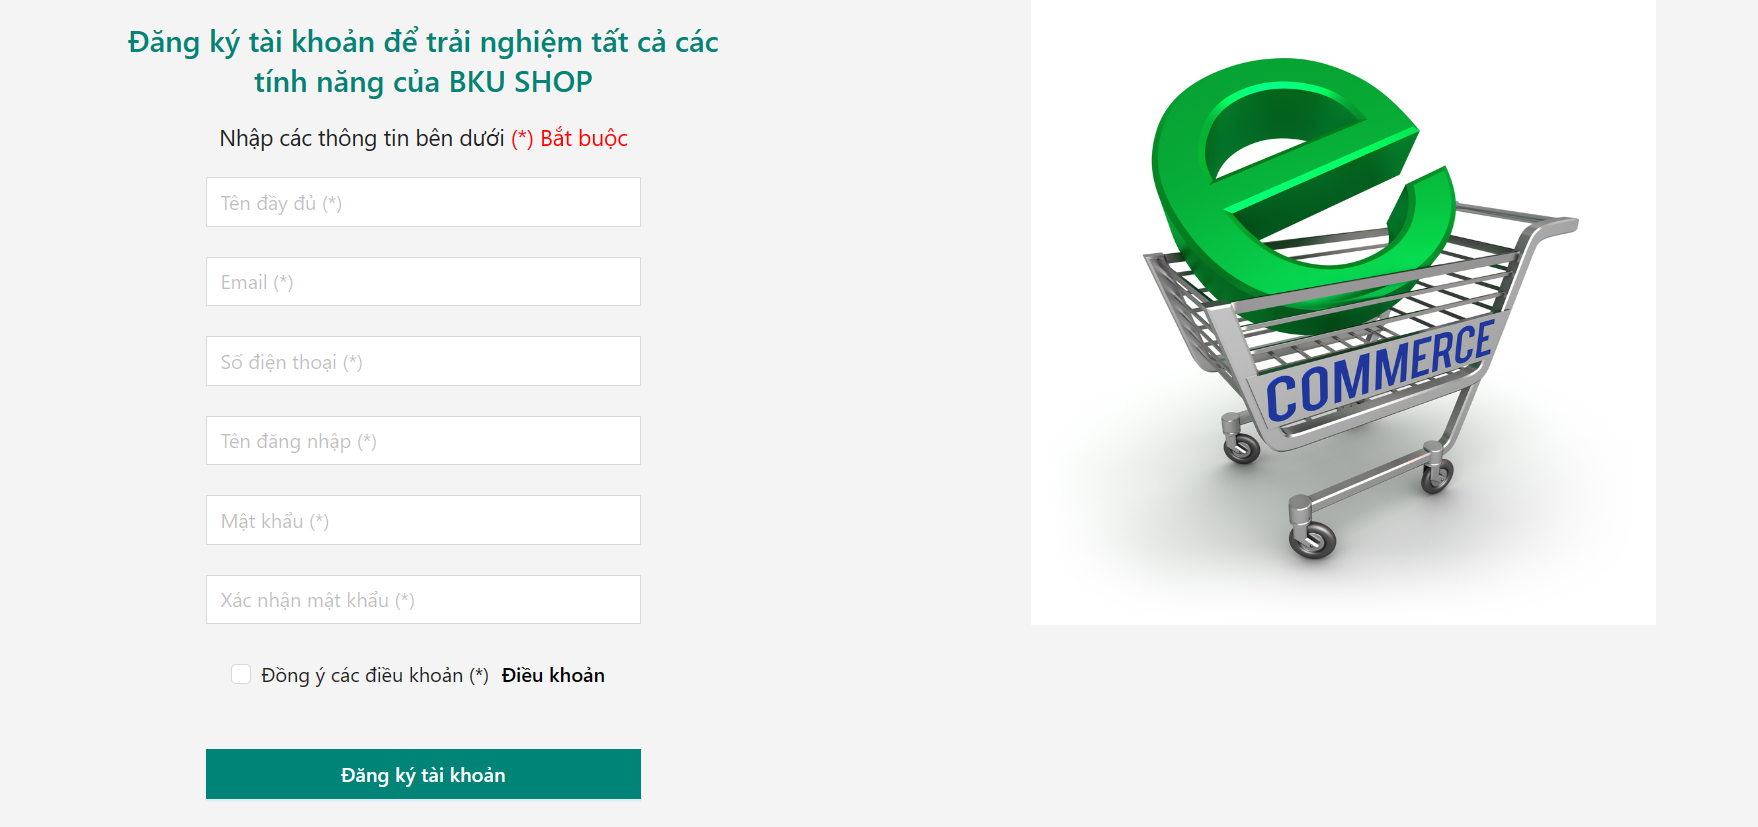 Đăng ký tài khoản để trải nghiệm tất cả các
tính năng của BKU SHOP
Nhập các thông tin bên dưới (*) Bắt buộc
Tên đầy đủ (*)
Email (*)
Số điện thoại (*)
Tên đăng nhập (*)
Mật khẩu (*)
Xác nhận mật khẩu (*)
Đồng ý các điều khoản (*) Điều khoản
Đăng ký tài khoản
e
COMMERCE